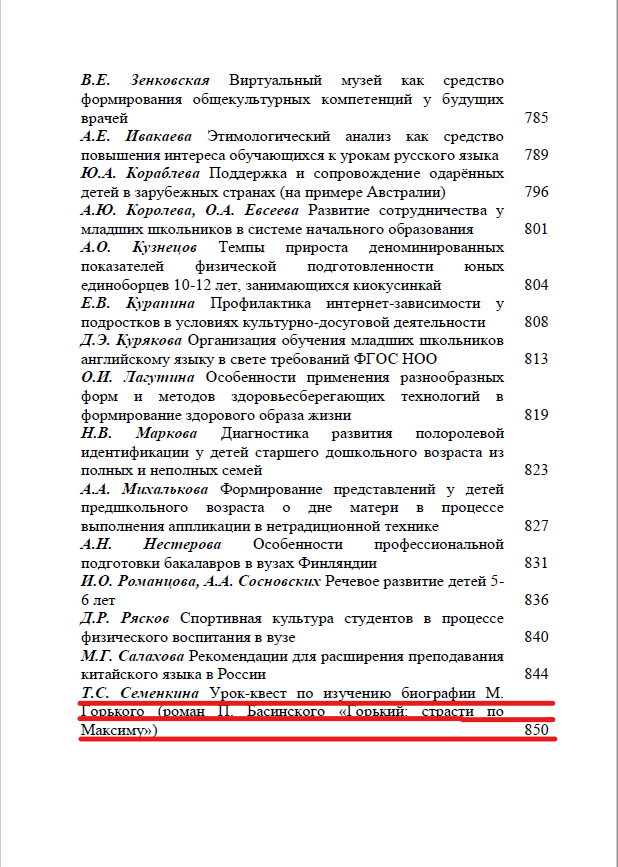 В.Е. Зенковская Виртуальный музей как средство
формирования общекультурных компетенций у будущих
врачей 785
А.Е. Ивакаева Этимологический анализ как средство
повышения интереса обучающихся к урокам русского языка 789
Ю.А. Кораблева Поддержка и сопровождение одарённых
детей в зарубежных странах (на примере Австралии) 796
А.Ю. Королева, О.А. Евсеева Развитие сотрудничества у
младших школьников в системе начального образования 801
А.О. Кузнецов Темпы прироста деноминированных
показателей физической подготовленности юных
единоборцев 10-12 лет, занимающихся киокусинкай 804
Е.В. Курапина Профилактика интернет-зависимости у
подростков в условиях культурно-досуговой деятельности 808
Д.Э. Курякова Организация обучения младших школьников
английскому языку в свете требований ФГОС НОО 813
О.И. Лагутина Особенности применения разнообразных
форм и методов здоровьесберегающих технологий в
формирование здорового образа жизни 819
Н.В. Маркова Диагностика развития полоролевой
идентификации у детей старшего дошкольного возраста из
полных и неполных семей 823
А.А. Михалькова Формирование представлений у детей
предшкольного возраста о дне матери в процессе
выполнения аппликации в нетрадиционной технике 827
А.Н. Нестерова Особенности профессиональной
подготовки бакалавров в вузах Финляндии 831
И.О. Романцова, А.А. Сосновских Речевое развитие детей 5-
6 лет 836
Д.Р. Рясков Спортивная культура студентов в процессе
физического воспитания в вузе 840
М.Г. Салахова Рекомендации для расширения преподавания
китайского языка в России 844
Т.С. Семенкина Урок-квест по изучению биографии М.
Горького (роман П. Басинского «Горький: страсти по
Максиму») 850